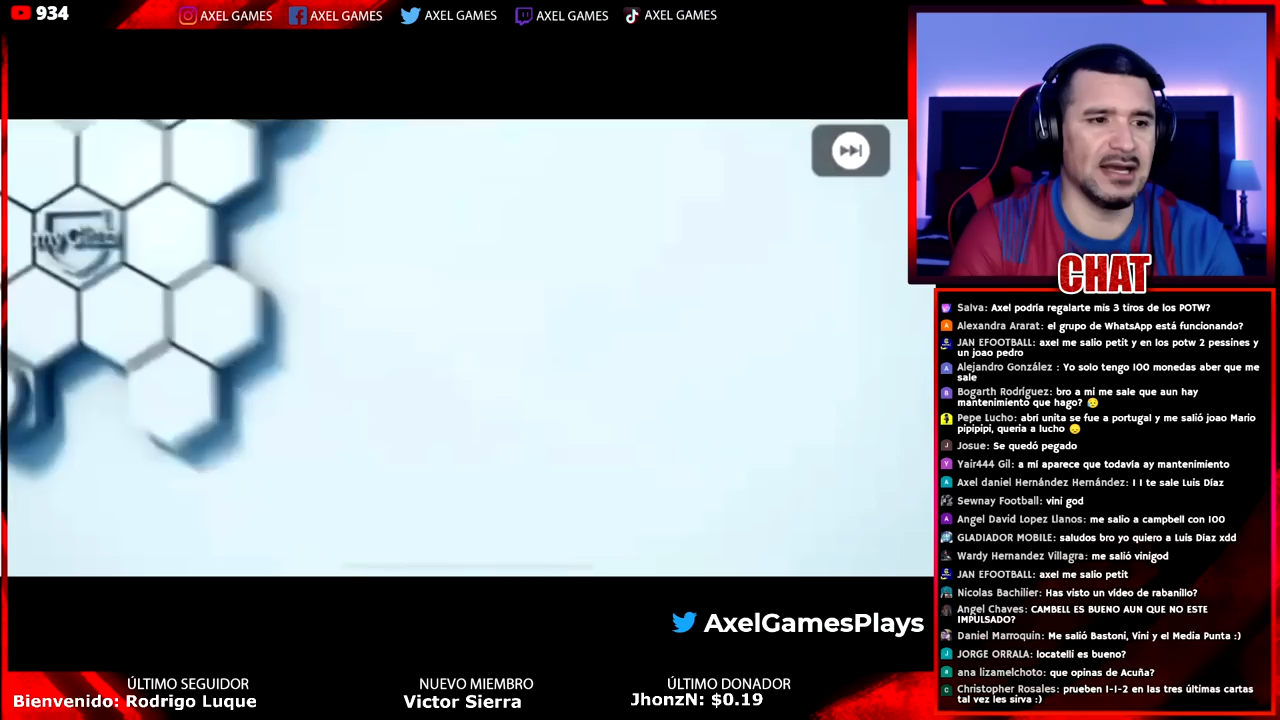 934
AXEL GAMES
AXEL GAMES
AXEL GAMES
AXEL GAMES
AXEL GAMES
CHAT
Salva: Axel podría regalarte mis 3 tiros de los POTW?
Alexandra Ararat: el grupo de WhatsApp está funcionando?
JAN EFOOTBALL: axel me salio petit y en los potw 2 pessines y
un joao pedro
Alejandro González : Yo solo tengo 100 monedas aber que me
sale
Bogarth Rodríguez: bro a mi me sale que aun hay
mantenimiento que hago?
Pepe Lucho: abrí unita se fue a portugal y me salió joao Mario
pipipipi, queria a lucho
Josue: Se quedó pegado
Yair444 Gil: a mí aparece que todavía ay mantenimiento
Axel daniel Hernández Hernández: 1 1 te sale Luis Diaz
Sewnay Football: vini god
Angel David Lopez Llanos: me salio a campbell con 100
GLADIADOR MOBILE: saludos bro yo quiero a Luis Díaz xdd
Wardy Hernandez Villagra: me salió vinigod
JAN EFOOTBALL: axel me salio petit
Nicolas Bachilier: Has visto un vídeo de rabanillo?
Angel Chaves: CAMBELL ES BUENO AUN QUE NO ESTE
IMPULSADO?
Daniel Marroquín: Me salió Bastoni, Vini y el Media Punta :)
JORGE ORRALA: locatelli es bueno?
ana lizamelchoto: que opinas de Acuña?
Christopher Rosales: prueben 1-1-2 en las tres últimas cartas
tal vez les sirva :)
AxelGamesPlays
ÚLTIMO SEGUIDOR
Bienvenido: Rodrigo Luque
NUEVO MIEMBRO
Victor Sierra
ÚLTIMO DONADOR
JhonzN: $0.19